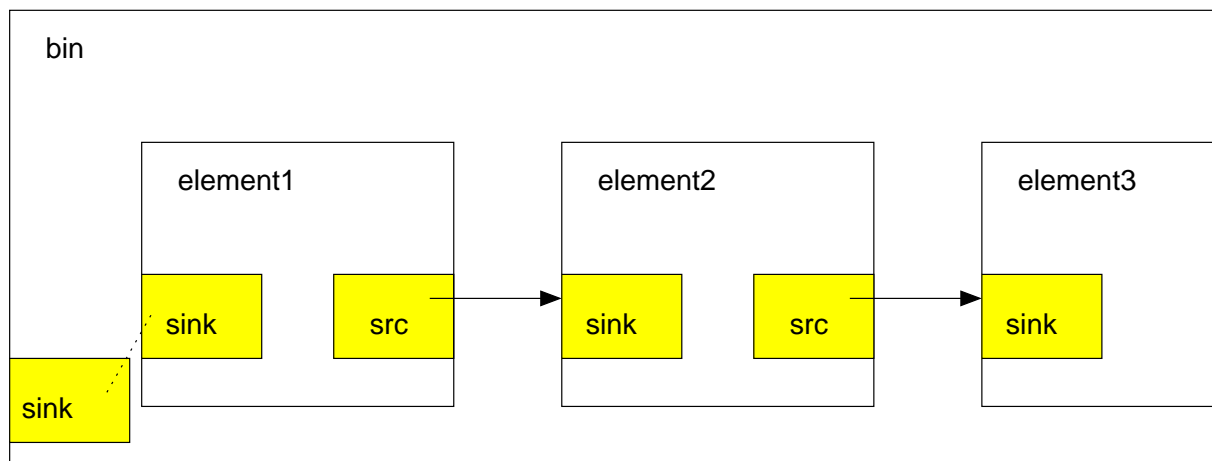 bin
element1
element2
element3
sink
src
sink
src
sink
sink